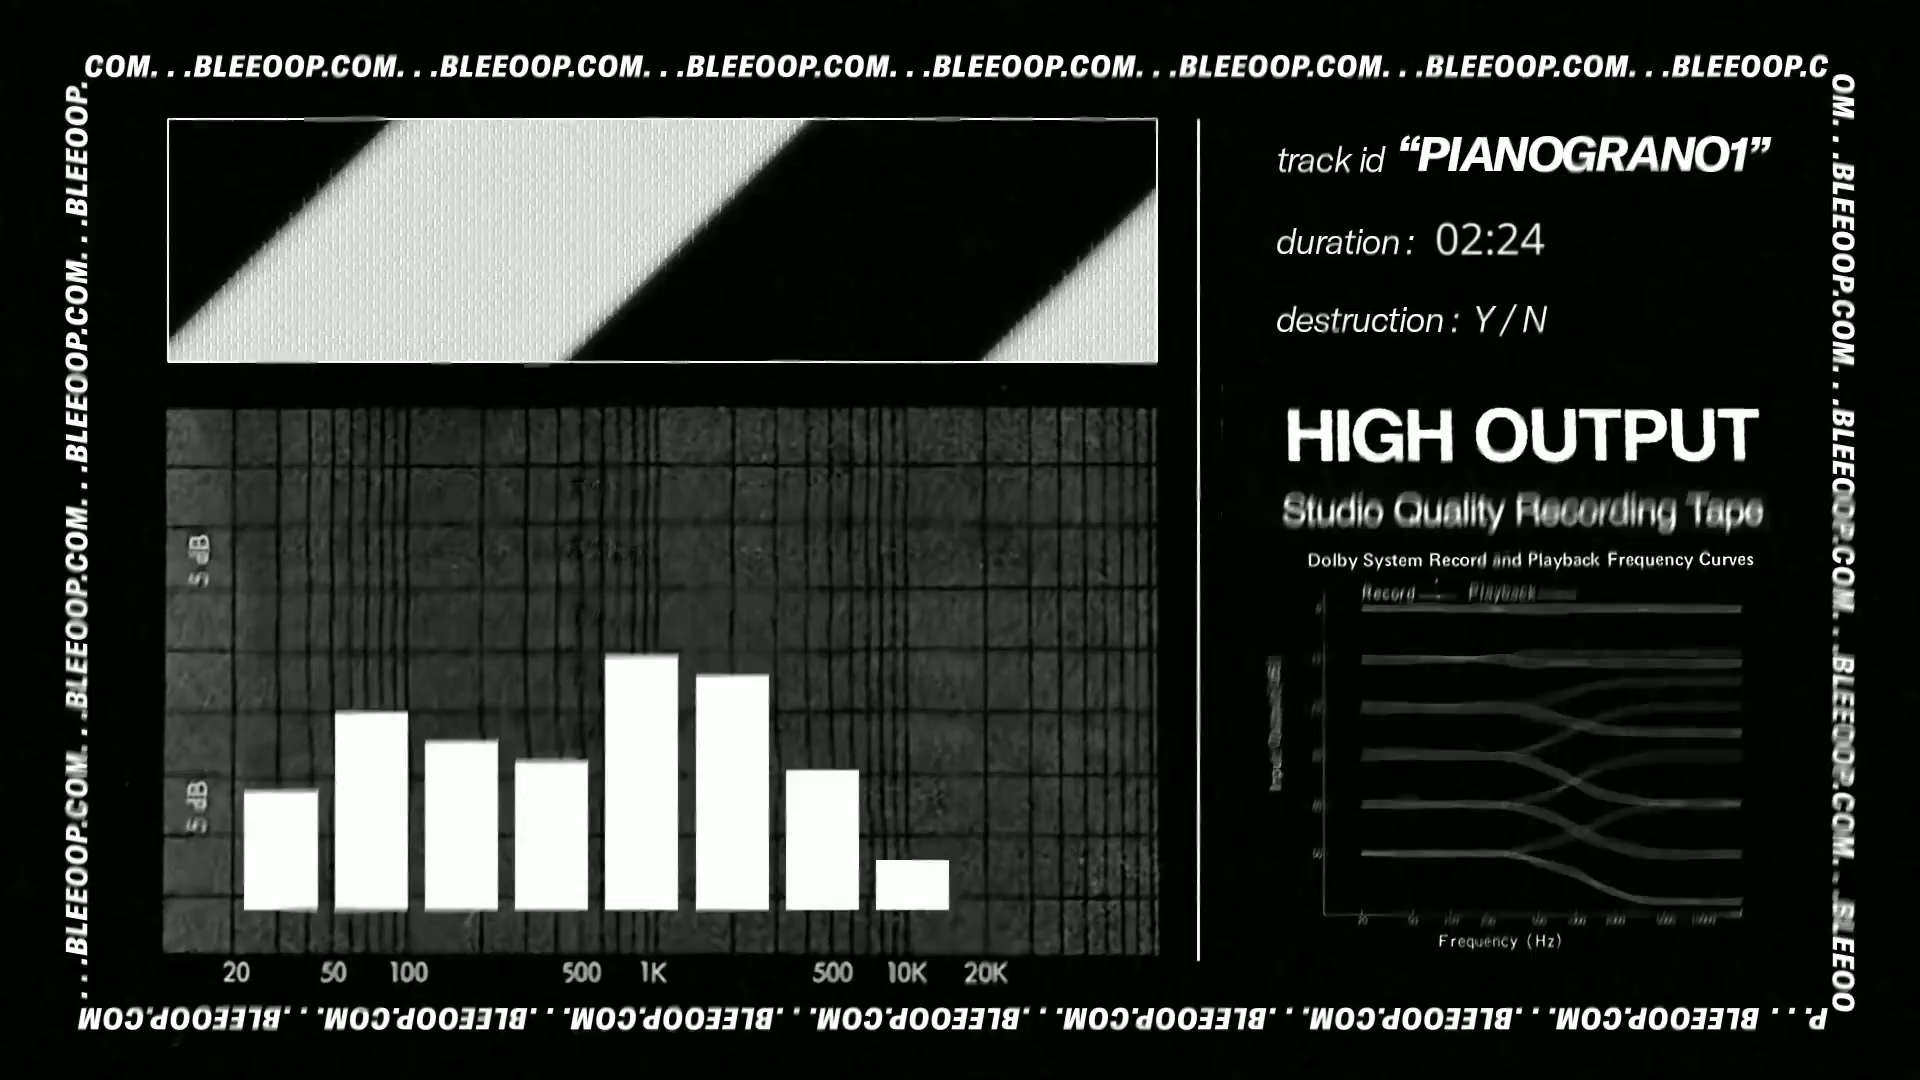 COM. . .BLEEOOP.COM. . .BLEEOOP.COM. . .BLEEOOP.COM. . .BLEEOOP.COM. . .BLEEOOP.COM. . .BLEEOOP.COM. . .BLEEOOP.C
OM. . .BLEEOOP.COM. . .BLEEOOP.COM. . .BLEEOOP.COM. . .BLEEOO
P. . .BLEEOOP.COM. . .BLEEOOP.COM. . .BLEEOOP.COM. . .BLEEOOP.COM. . .BLEEOOP.COM. . .BLEEOOP.COM. . .BLEEOOP.COM
. . .BLEEOOP.COM. . .BLEEOOP.COM. . .BLEEOOP.COM. . .BLEEOOP.
track id “PIANOGRANO1”
duration: 02:24
destruction: Y/N
HIGH OUTPUT
Studio Quality Recording Tape
Dolby System Record and Playback Frequency Curves
Record Playback
Frequency (Hz)
5 dB
5 dB
20 50 100 500 1K 500 10K 20K